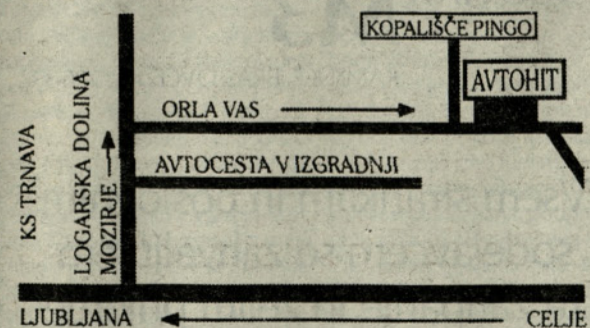 KOPALIŠČE PINGO
AVTOHIT
ORLA VAS
AVTOCESTA V IZGRADNJI
KS TRNAVA
LOGARSKA DOLINA
MOZIRJE
LJUBLJANA
CELJE